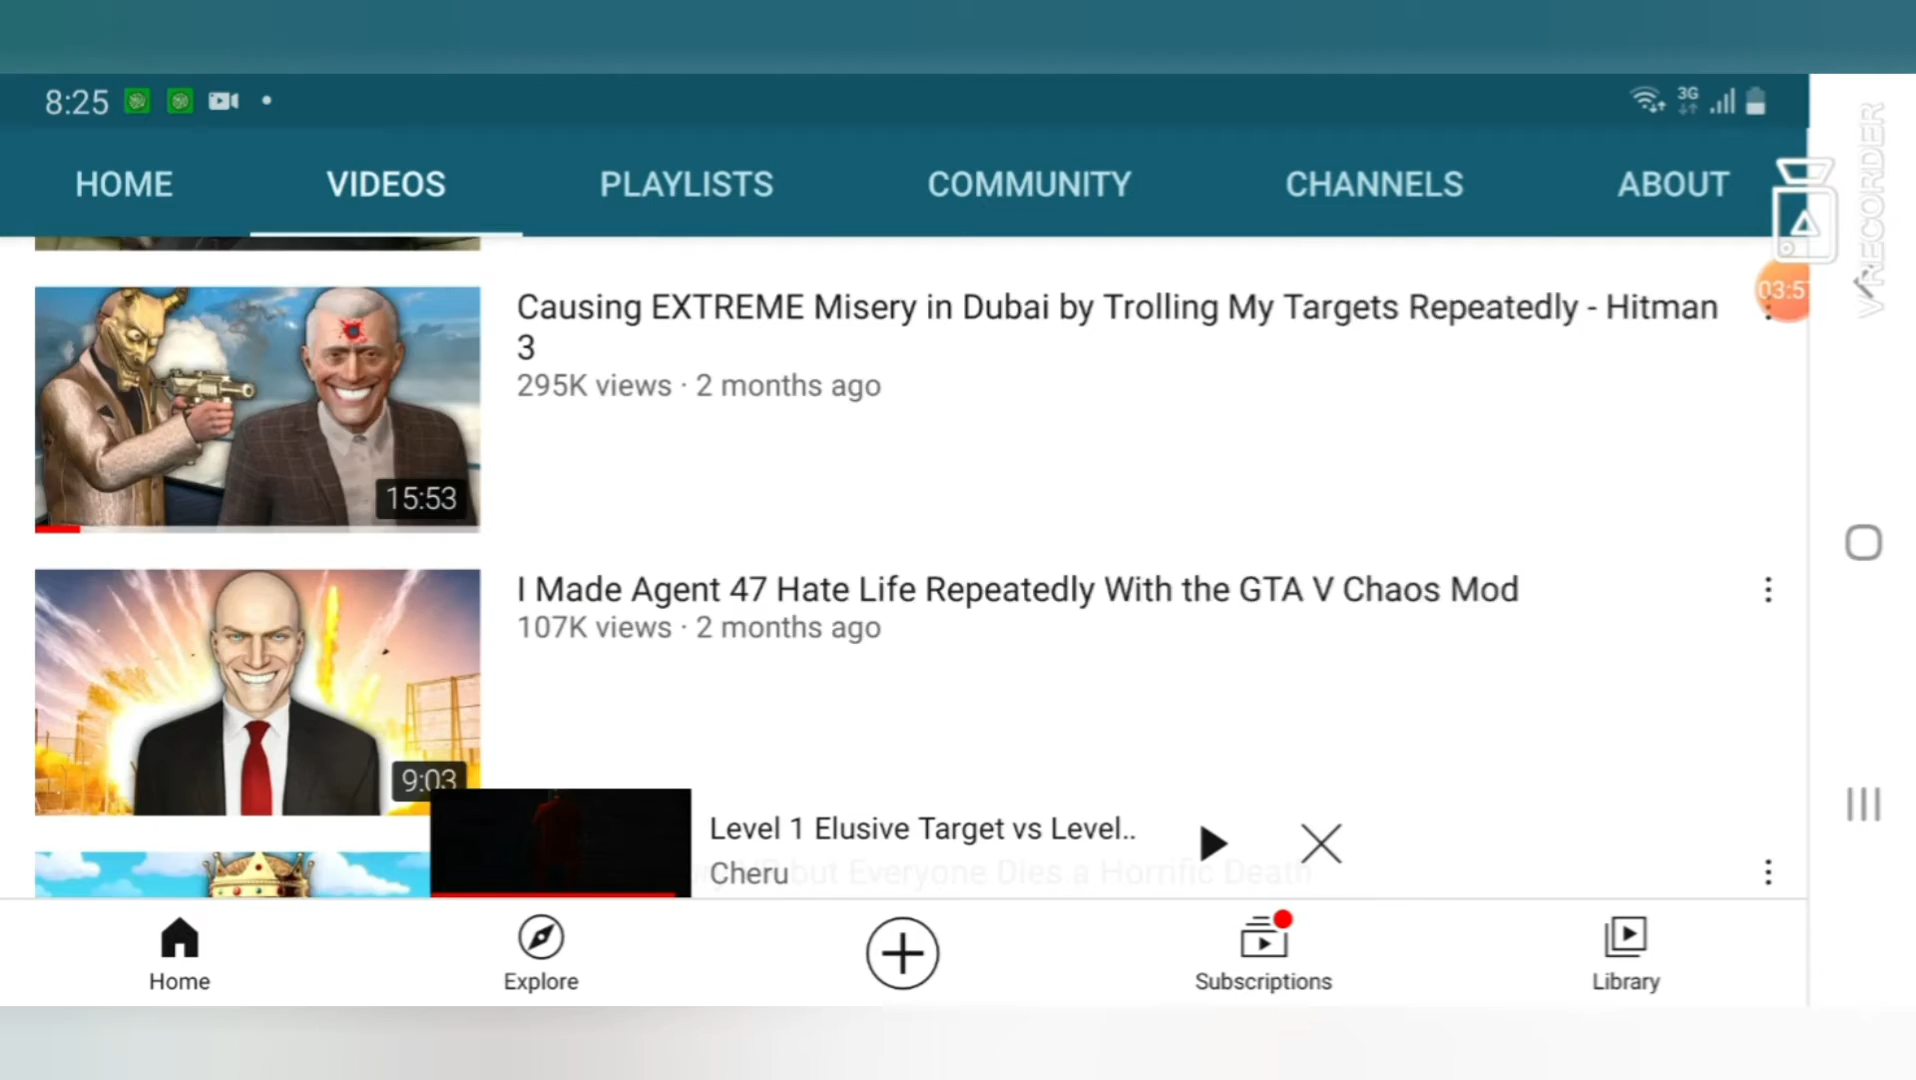 8:25
3G
HOME VIDEOS PLAYLISTS COMMUNITY CHANNELS ABOUT
VRECORDER
03:5
Causing EXTREME Misery in Dubai by Trolling My Targets Repeatedly - Hitman
3
295K views · 2 months ago
15:53
I Made Agent 47 Hate Life Repeatedly With the GTA V Chaos Mod
107K views · 2 months ago
9:03
Level 1 Elusive Target vs Level..
Cheru
but Everyone Dies a Horrific Death
Home Explore Subscriptions Library